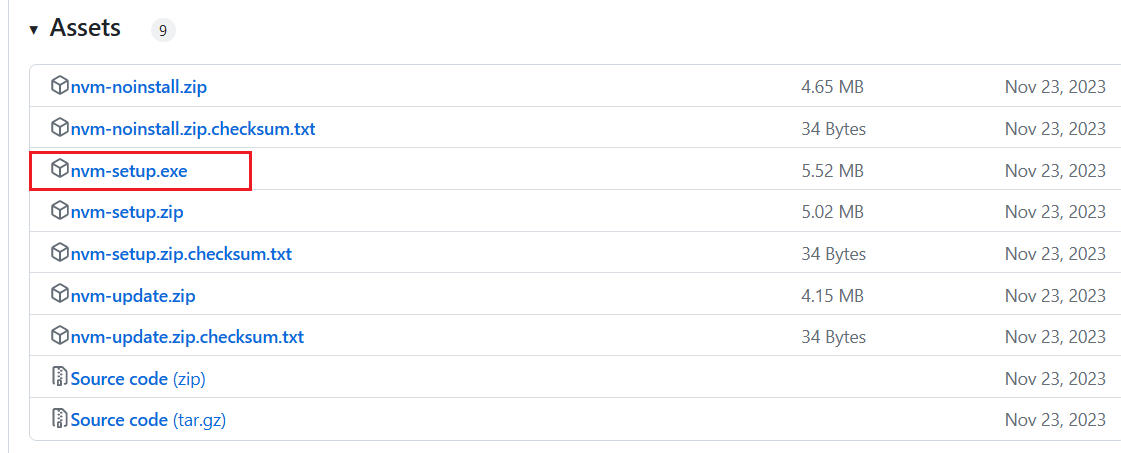 Assets 9
nvm-noinstall.zip 4.65 MB Nov 23, 2023
nvm-noinstall.zip.checksum.txt 34 Bytes Nov 23, 2023
nvm-setup.exe 5.52 MB Nov 23, 2023
nvm-setup.zip 5.02 MB Nov 23, 2023
nvm-setup.zip.checksum.txt 34 Bytes Nov 23, 2023
nvm-update.zip 4.15 MB Nov 23, 2023
nvm-update.zip.checksum.txt 34 Bytes Nov 23, 2023
Source code (zip) Nov 23, 2023
Source code (tar.gz) Nov 23, 2023